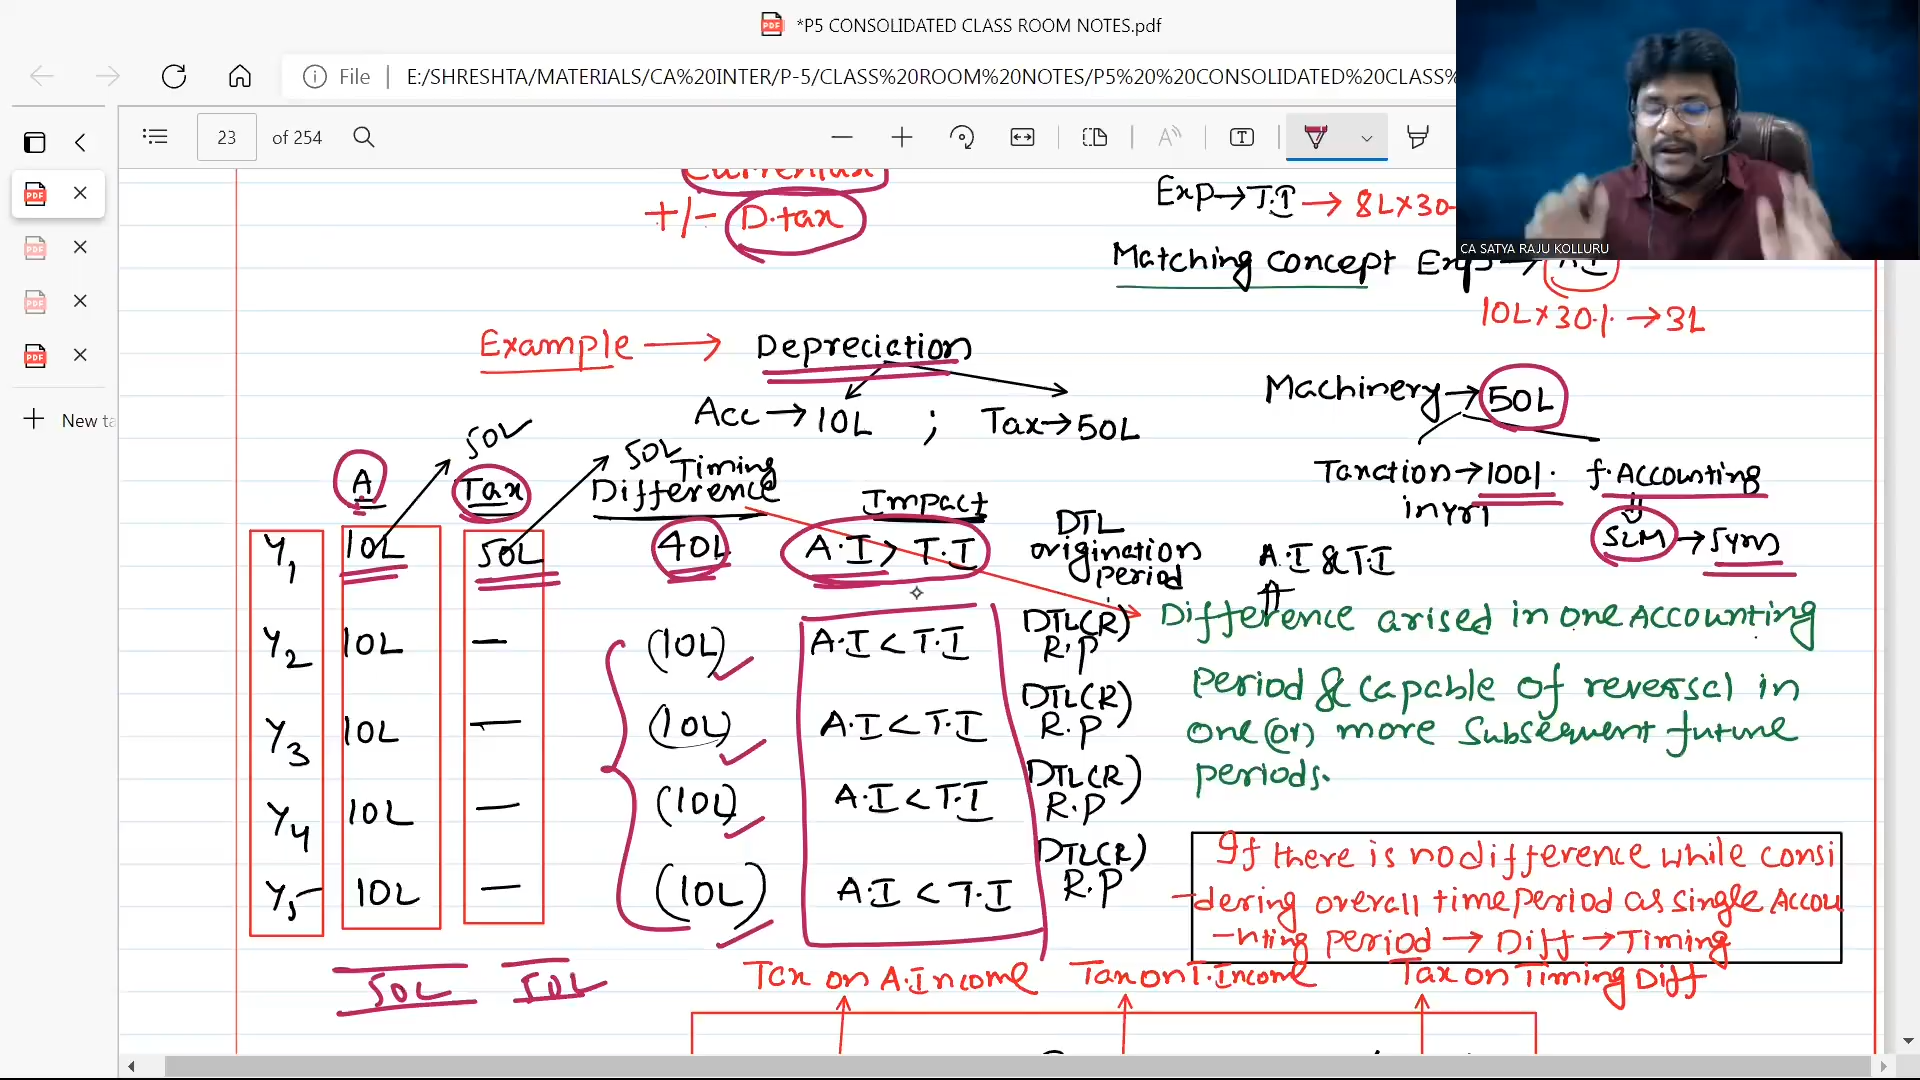 *P5 CONSOLIDATED CLASS ROOM NOTES.pdf
File | E:/SHRESHTA/MATERIALS/CA%20INTER/P-5/CLASS%20ROOM%20NOTES/P5%20%20CONSOLIDATED%20CLASS%
23 of 254
New ta
CA SATYA RAJU KOLLURU
+/- D.tax
Exp→T.I → 8L×30
Matching concept Exp → A.I
10L×30% → 3L
Example → Depreciation
Acc → 10L ; Tax → 50L
Machinery → 50L
Taxation → 100% in yr1
f. Accounting
SLM → 5yrs
50L 50L
A Tax Timing Difference Impact
Y1 10L 50L 40L A.I > T.I DTL origination period
Y2 10L — (10L) A.I < T.I DTL(R) R.P
Y3 10L — (10L) A.I < T.I DTL(R) R.P
Y4 10L — (10L) A.I < T.I DTL(R) R.P
Y5 10L — (10L) A.I < T.I DTL(R) R.P
50L 50L
A.I & T.I
Difference arised in one Accounting
Period & capable of reversal in
one (or) more subsequent future
periods.
If there is no difference while consi
-dering overall time period as single Accou
-nting period → Diff → Timing
Tax on A.Income Tax on T.Income Tax on Timing Diff